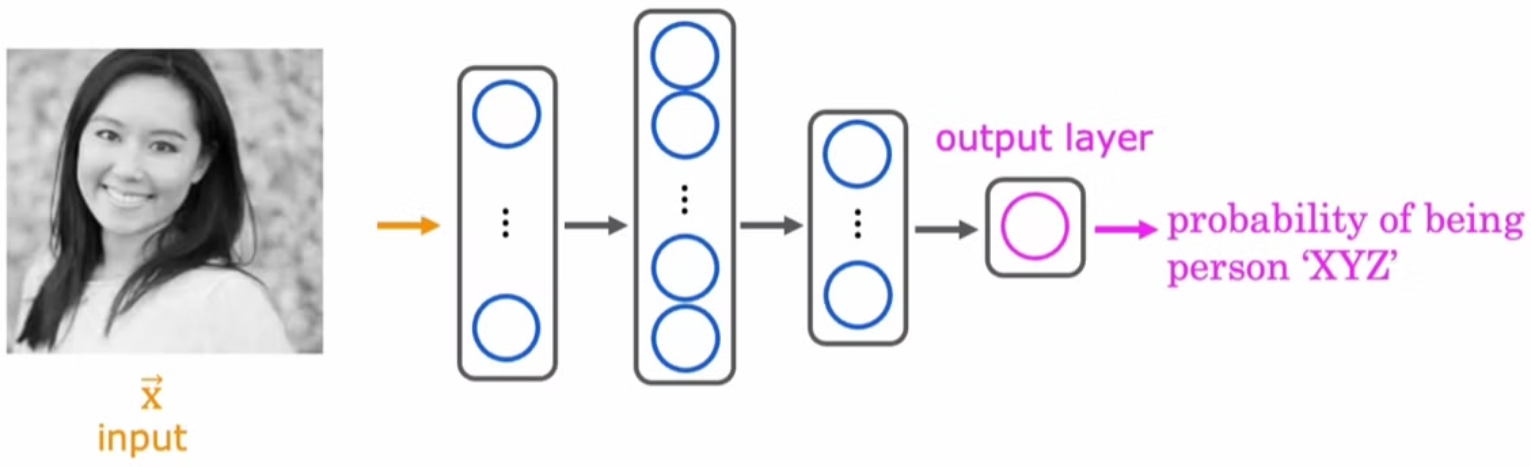 output layer
probability of being
person ‘XYZ’
x⃗
input